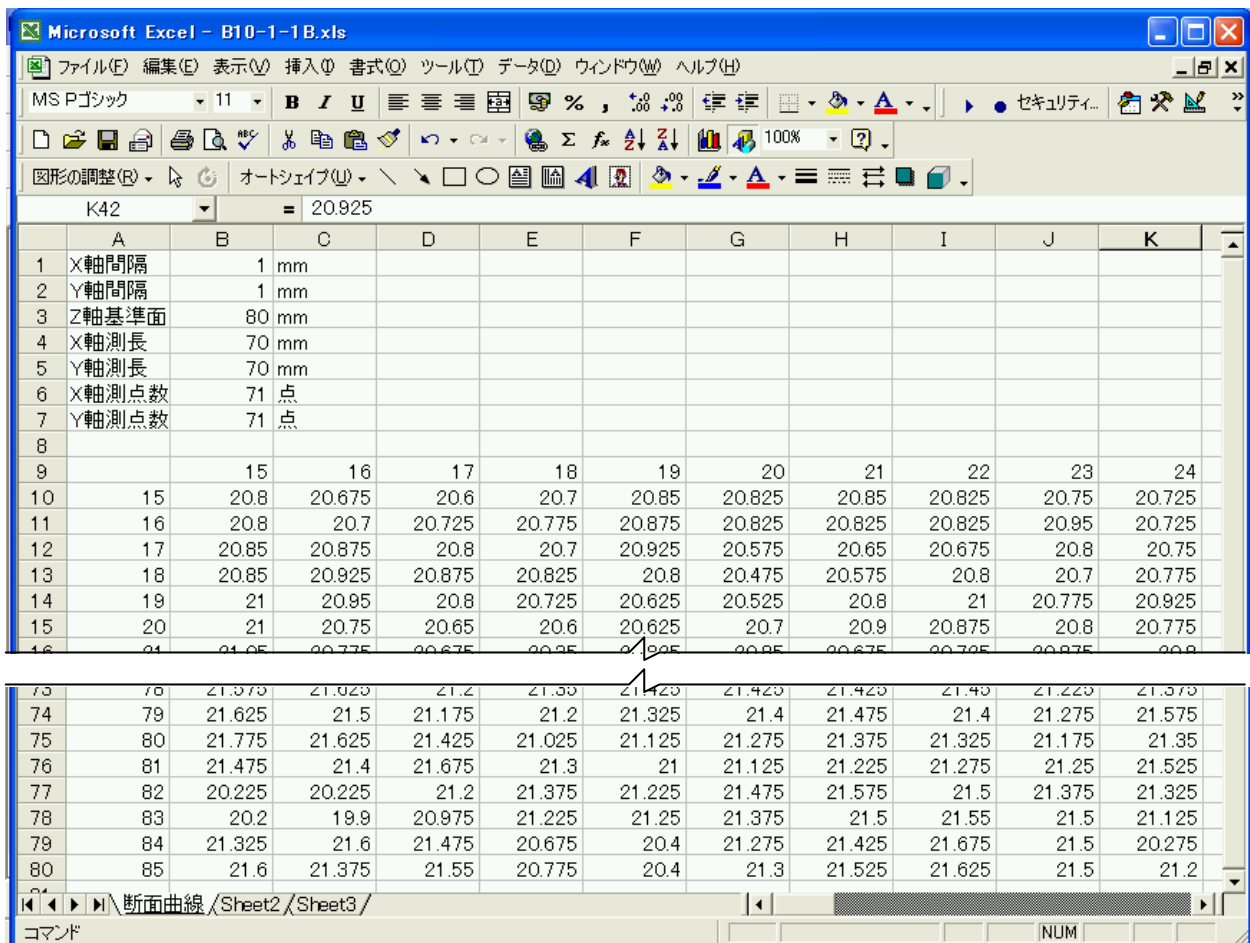 Microsoft Excel - B10-1-1B.xls
ファイル(F) 編集(E) 表示(V) 挿入(I) 書式(O) ツール(T) データ(D) ウィンドウ(W) ヘルプ(H)
MS Pゴシック 11 B I U % , セキュリティ...
100%
図形の調整(R) オートシェイプ(U)
K42 = 20.925
A B C D E F G H I J K
1 X軸間隔 1 mm
2 Y軸間隔 1 mm
3 Z軸基準面 80 mm
4 X軸測長 70 mm
5 Y軸測長 70 mm
6 X軸測点数 71 点
7 Y軸測点数 71 点
8
9 15 16 17 18 19 20 21 22 23 24
10 15 20.8 20.675 20.6 20.7 20.85 20.825 20.85 20.825 20.75 20.725
11 16 20.8 20.7 20.725 20.775 20.875 20.825 20.825 20.825 20.95 20.725
12 17 20.85 20.875 20.8 20.7 20.925 20.575 20.65 20.675 20.8 20.75
13 18 20.85 20.925 20.875 20.825 20.8 20.475 20.575 20.8 20.7 20.775
14 19 21 20.95 20.8 20.725 20.625 20.525 20.8 21 20.775 20.925
15 20 21 20.75 20.65 20.6 20.625 20.7 20.9 20.875 20.8 20.775
74 79 21.625 21.5 21.175 21.2 21.325 21.4 21.475 21.4 21.275 21.575
75 80 21.775 21.625 21.425 21.025 21.125 21.275 21.375 21.325 21.175 21.35
76 81 21.475 21.4 21.675 21.3 21 21.125 21.225 21.275 21.25 21.525
77 82 20.225 20.225 21.2 21.375 21.225 21.475 21.575 21.5 21.375 21.325
78 83 20.2 19.9 20.975 21.225 21.25 21.375 21.5 21.55 21.5 21.125
79 84 21.325 21.6 21.475 20.675 20.4 21.275 21.425 21.675 21.5 20.275
80 85 21.6 21.375 21.55 20.775 20.4 21.3 21.525 21.625 21.5 21.2
断面曲線 Sheet2 Sheet3
コマンド NUM